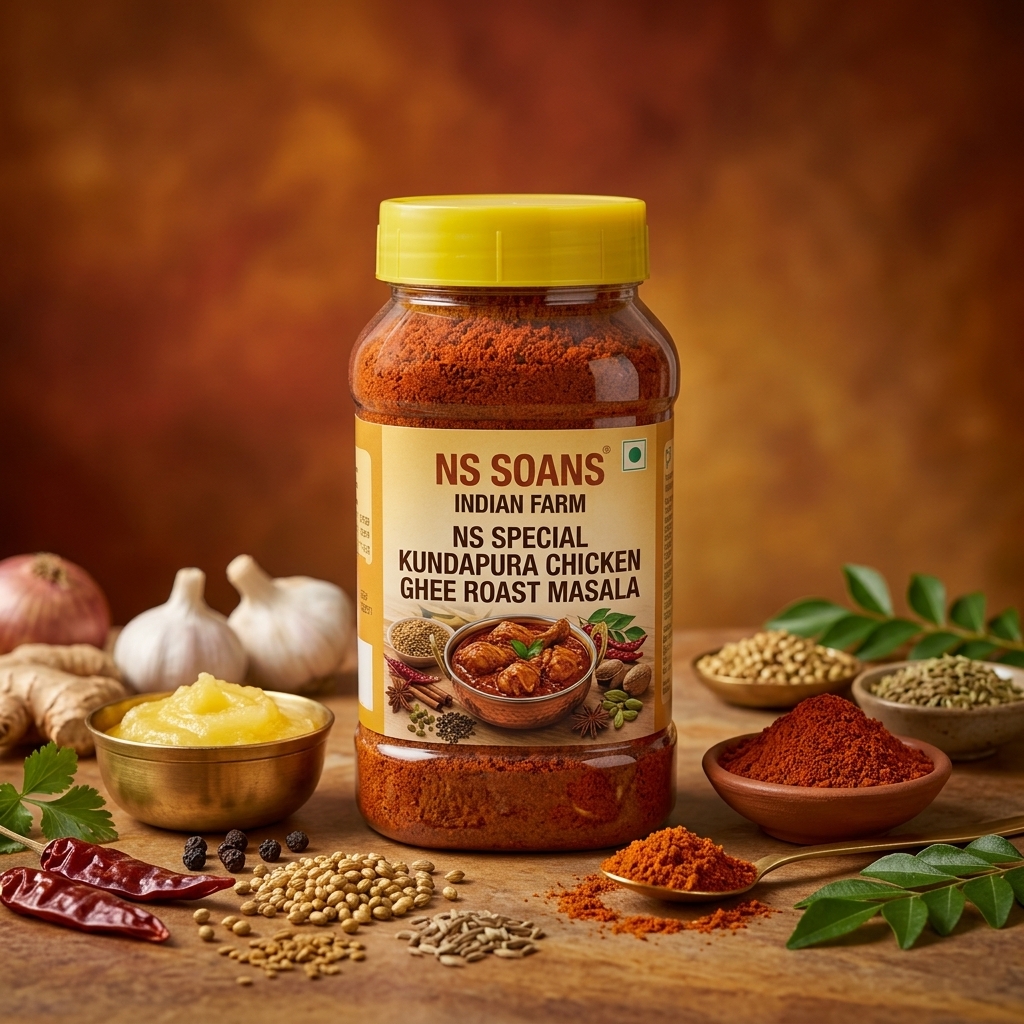 NS SOANS®
INDIAN FARM
NS SPECIAL
KUNDAPURA CHICKEN
GHEE ROAST MASALA